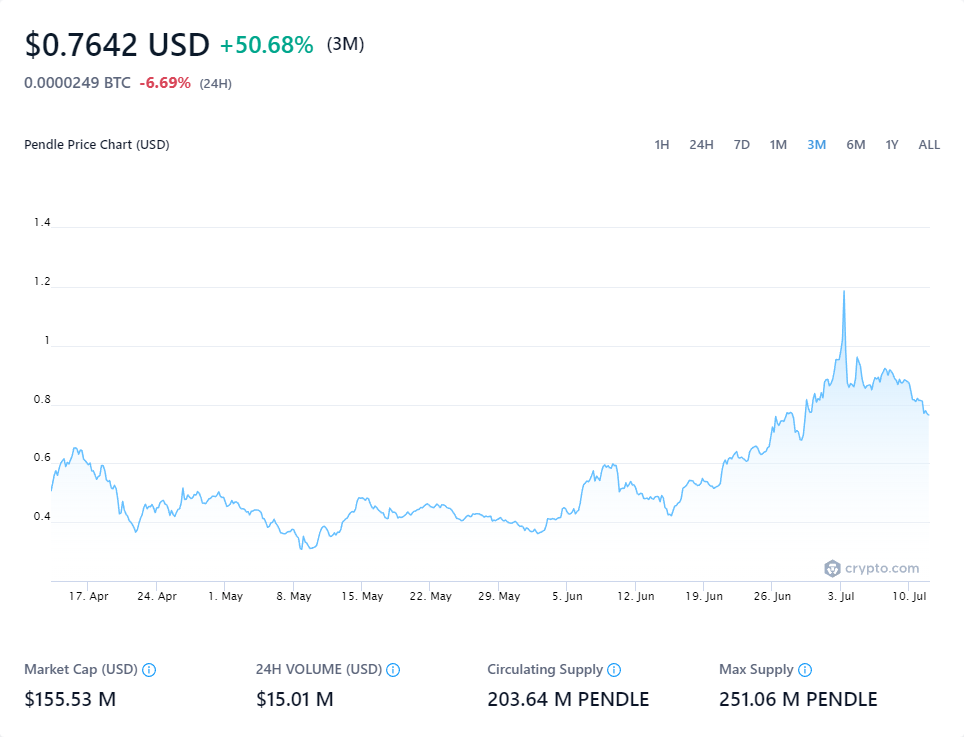 $0.7642 USD +50.68% (3M)
0.0000249 BTC -6.69% (24H)
Pendle Price Chart (USD) 1H 24H 7D 1M 3M 6M 1Y ALL
1.4
1.2
1
0.8
0.6
0.4
crypto.com
17. Apr 24. Apr 1. May 8. May 15. May 22. May 29. May 5. Jun 12. Jun 19. Jun 26. Jun 3. Jul 10. Jul
Market Cap (USD) 24H VOLUME (USD) Circulating Supply Max Supply
$155.53 M $15.01 M 203.64 M PENDLE 251.06 M PENDLE